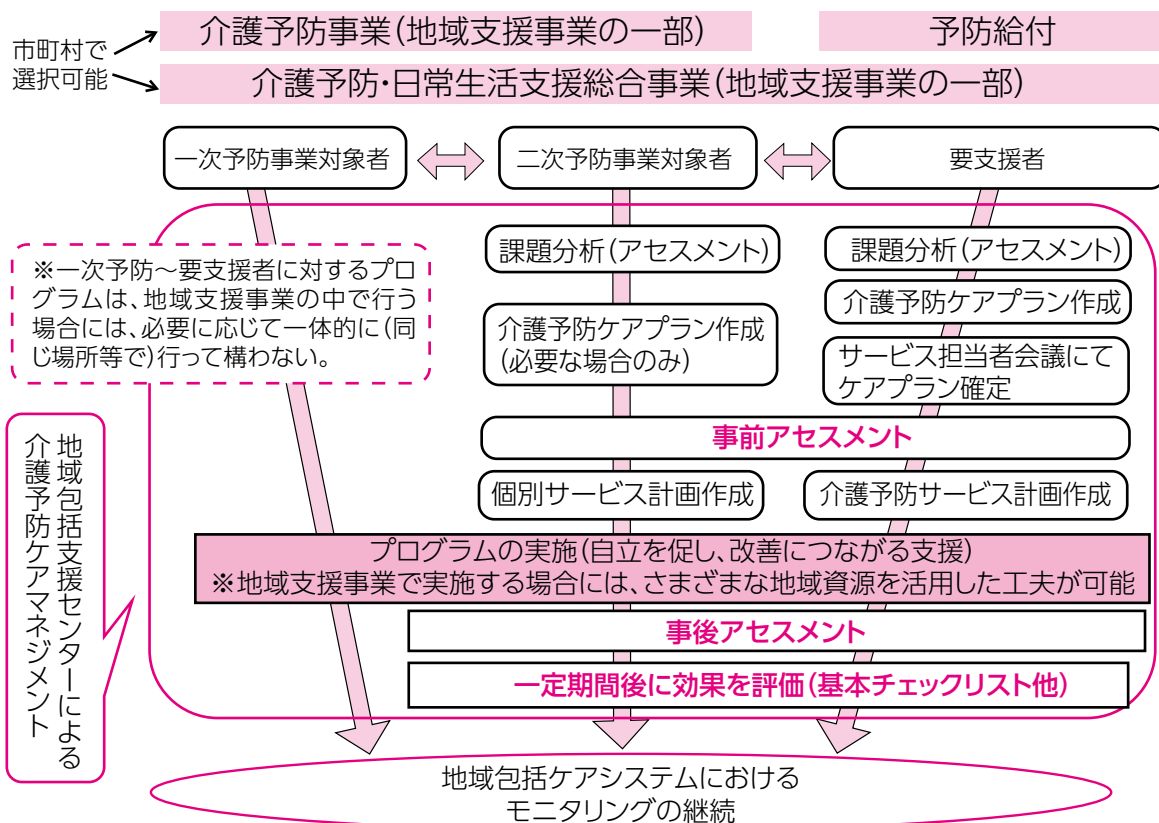 市町村で
選択可能
介護予防事業(地域支援事業の一部)
予防給付
介護予防・日常生活支援総合事業(地域支援事業の一部)
一次予防事業対象者
二次予防事業対象者
要支援者
※一次予防〜要支援者に対するプロ
グラムは、地域支援事業の中で行う
場合には、必要に応じて一体的に(同
じ場所等で)行って構わない。
課題分析(アセスメント)
課題分析(アセスメント)
介護予防ケアプラン作成
(必要な場合のみ)
介護予防ケアプラン作成
サービス担当者会議にて
ケアプラン確定
事前アセスメント
個別サービス計画作成
介護予防サービス計画作成
地域包括支援センターによる
介護予防ケアマネジメント
プログラムの実施(自立を促し、改善につながる支援)
※地域支援事業で実施する場合には、さまざまな地域資源を活用した工夫が可能
事後アセスメント
一定期間後に効果を評価(基本チェックリスト他)
地域包括ケアシステムにおける
モニタリングの継続